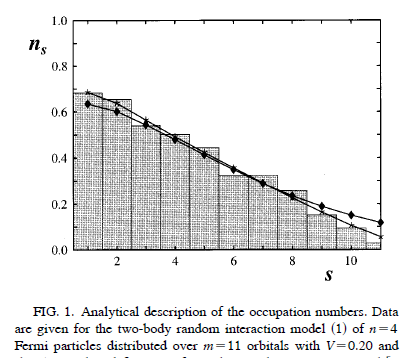 1.0
n_s
0.8
0.6
0.4
0.2
0.0
2 4 6 8 10
s
FIG. 1. Analytical description of the occupation numbers. Data
are given for the two-body random interaction model (1) of n=4
Fermi particles distributed over m=11 orbitals with V=0.20 and